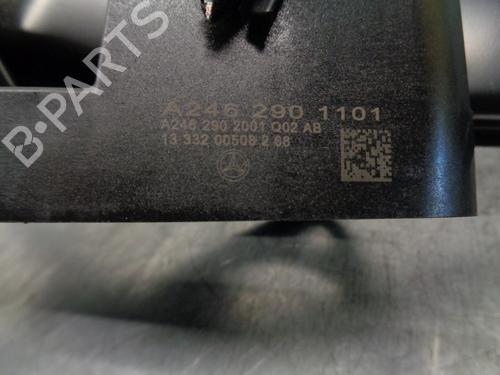 B-PARTS
A246 290 1101
A246 290 2001 Q02 AB
13 332 00508 2 68